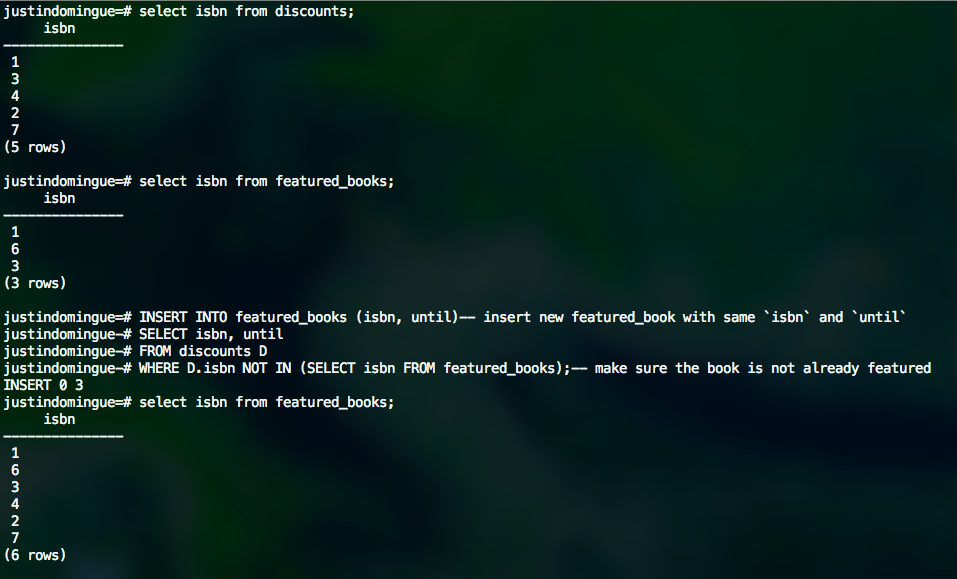 justindomingue=# select isbn from discounts;
isbn
---------------
1
3
4
2
7
(5 rows)
justindomingue=# select isbn from featured_books;
isbn
---------------
1
6
3
(3 rows)
justindomingue=# INSERT INTO featured_books (isbn, until)-- insert new featured_book with same `isbn` and `until`
justindomingue-# SELECT isbn, until
justindomingue-# FROM discounts D
justindomingue-# WHERE D.isbn NOT IN (SELECT isbn FROM featured_books);-- make sure the book is not already featured
INSERT 0 3
justindomingue=# select isbn from featured_books;
isbn
---------------
1
6
3
4
2
7
(6 rows)